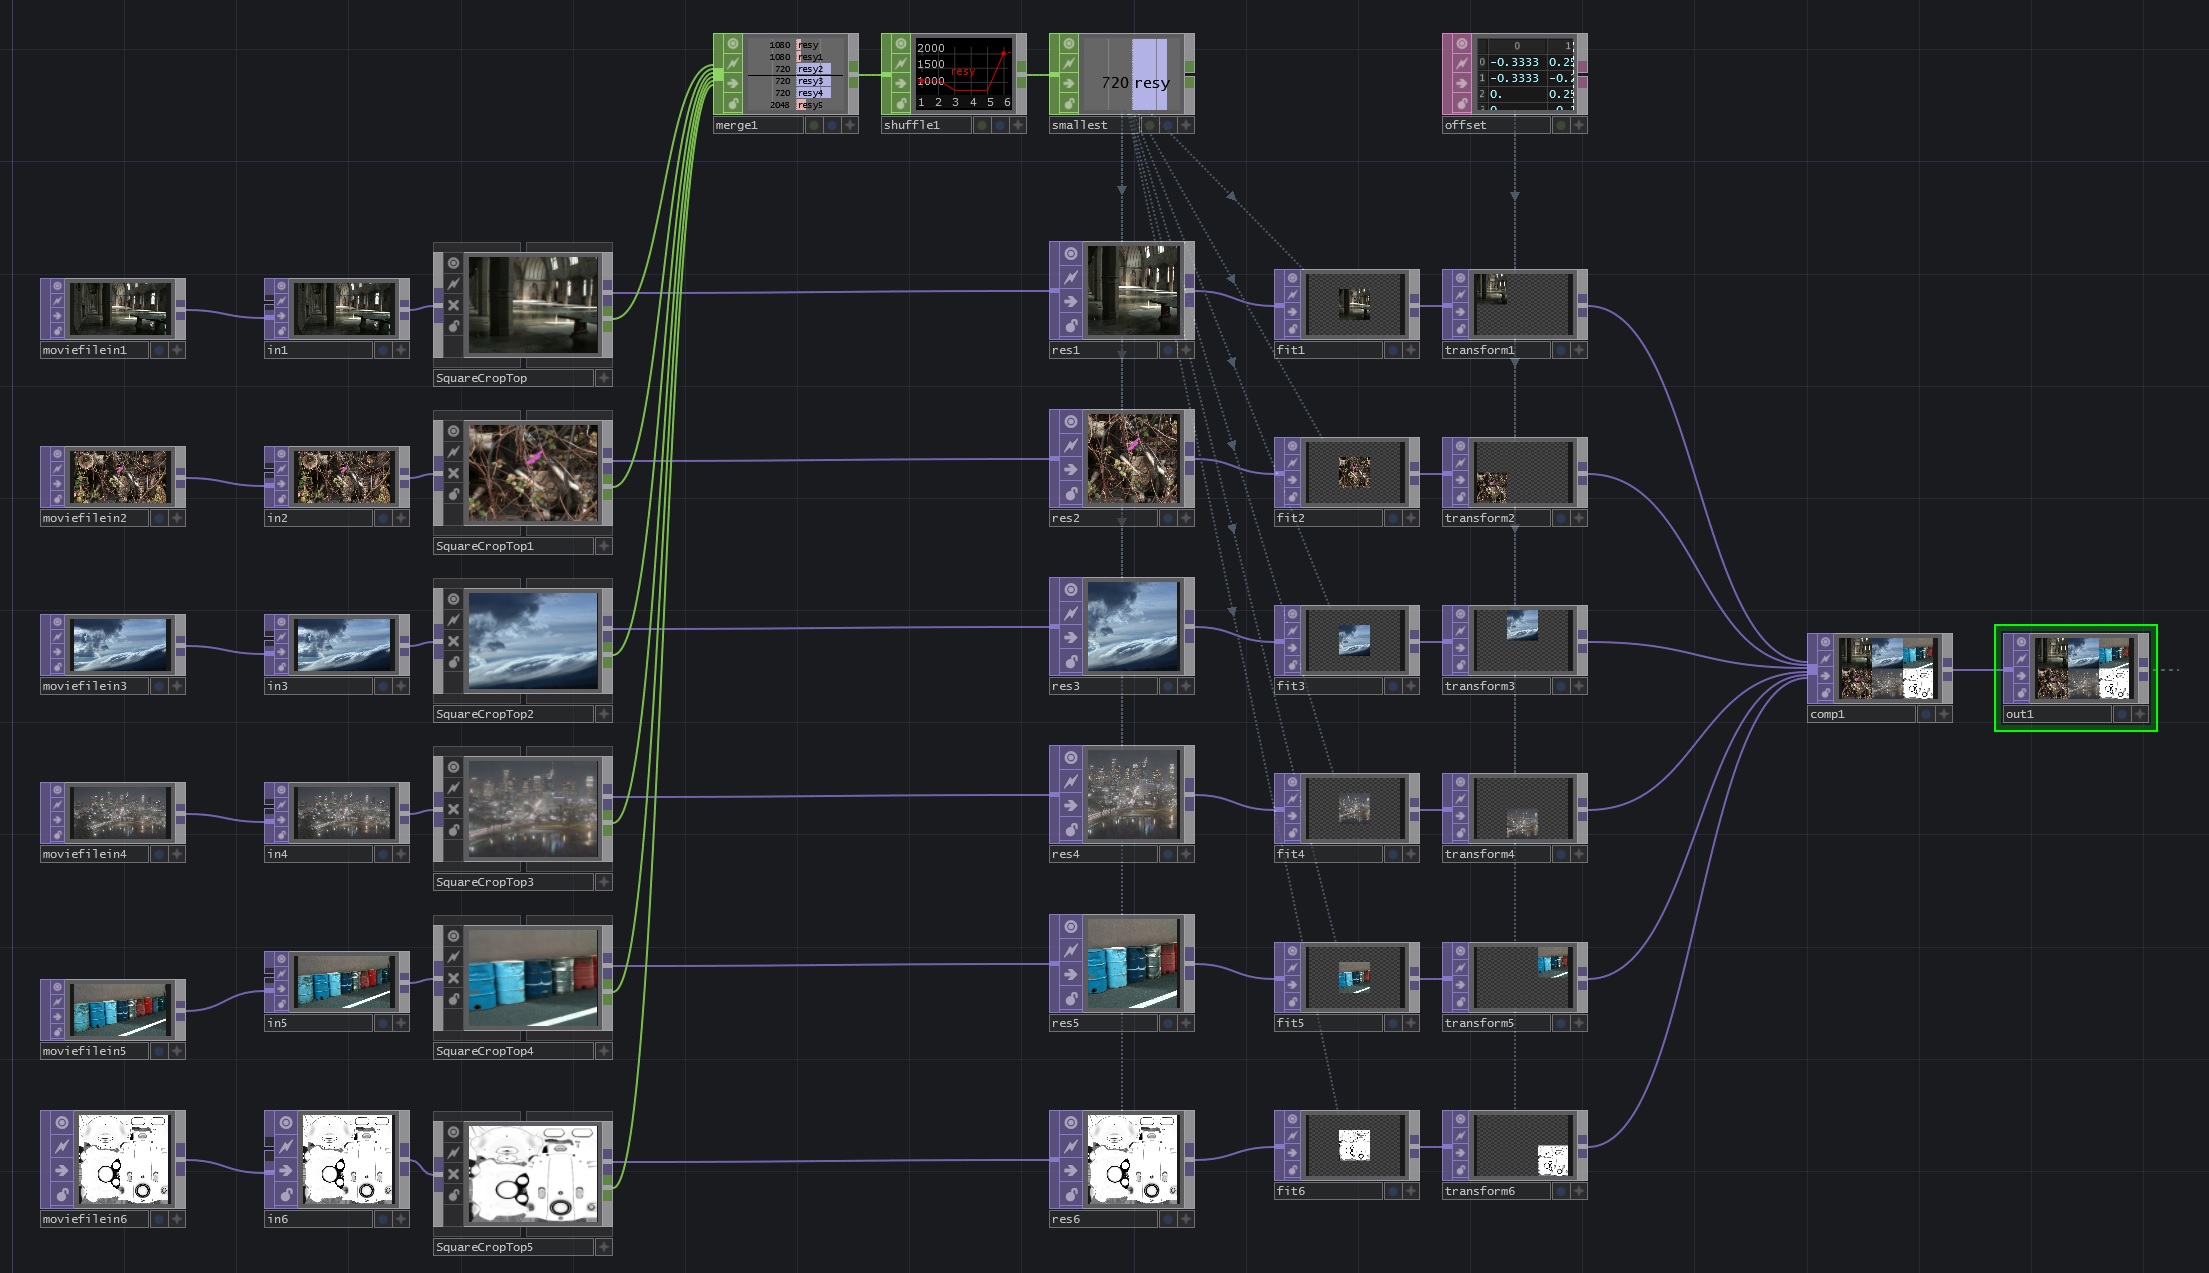 1080 resy
1080 resy1
720 resy2
720 resy3
720 resy4
2048 resy5
merge1
2000
1500
1000
resy
1 2 3 4 5 6
shuffle1
720 resy
smallest
0 1
0 -0.3333 0.25
1 -0.3333 -0.2
2 0. 0.25
offset
moviefilein1
in1
SquareCropTop
res1
fit1
transform1
moviefilein2
in2
SquareCropTop1
res2
fit2
transform2
moviefilein3
in3
SquareCropTop2
res3
fit3
transform3
comp1
out1
moviefilein4
in4
SquareCropTop3
res4
fit4
transform4
moviefilein5
in5
SquareCropTop4
res5
fit5
transform5
moviefilein6
in6
SquareCropTop5
res6
fit6
transform6